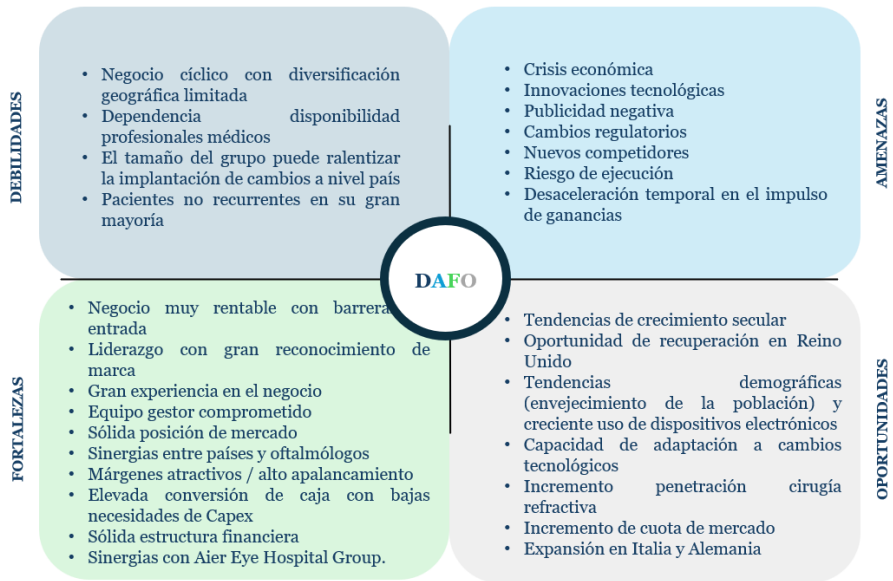 DEBILIDADES
• Negocio cíclico con diversificación
geográfica limitada
• Dependencia disponibilidad
profesionales médicos
• El tamaño del grupo puede ralentizar
la implantación de cambios a nivel país
• Pacientes no recurrentes en su gran
mayoría
AMENAZAS
• Crisis económica
• Innovaciones tecnológicas
• Publicidad negativa
• Cambios regulatorios
• Nuevos competidores
• Riesgo de ejecución
• Desaceleración temporal en el impulso
de ganancias
DAFO
FORTALEZAS
• Negocio muy rentable con barrera
entrada
• Liderazgo con gran reconocimiento de
marca
• Gran experiencia en el negocio
• Equipo gestor comprometido
• Sólida posición de mercado
• Sinergias entre países y oftalmólogos
• Márgenes atractivos / alto apalancamiento
• Elevada conversión de caja con bajas
necesidades de Capex
• Sólida estructura financiera
• Sinergias con Aier Eye Hospital Group.
OPORTUNIDADES
• Tendencias de crecimiento secular
• Oportunidad de recuperación en Reino
Unido
• Tendencias demográficas
(envejecimiento de la población) y
creciente uso de dispositivos electrónicos
• Capacidad de adaptación a cambios
tecnológicos
• Incremento penetración cirugía
refractiva
• Incremento de cuota de mercado
• Expansión en Italia y Alemania